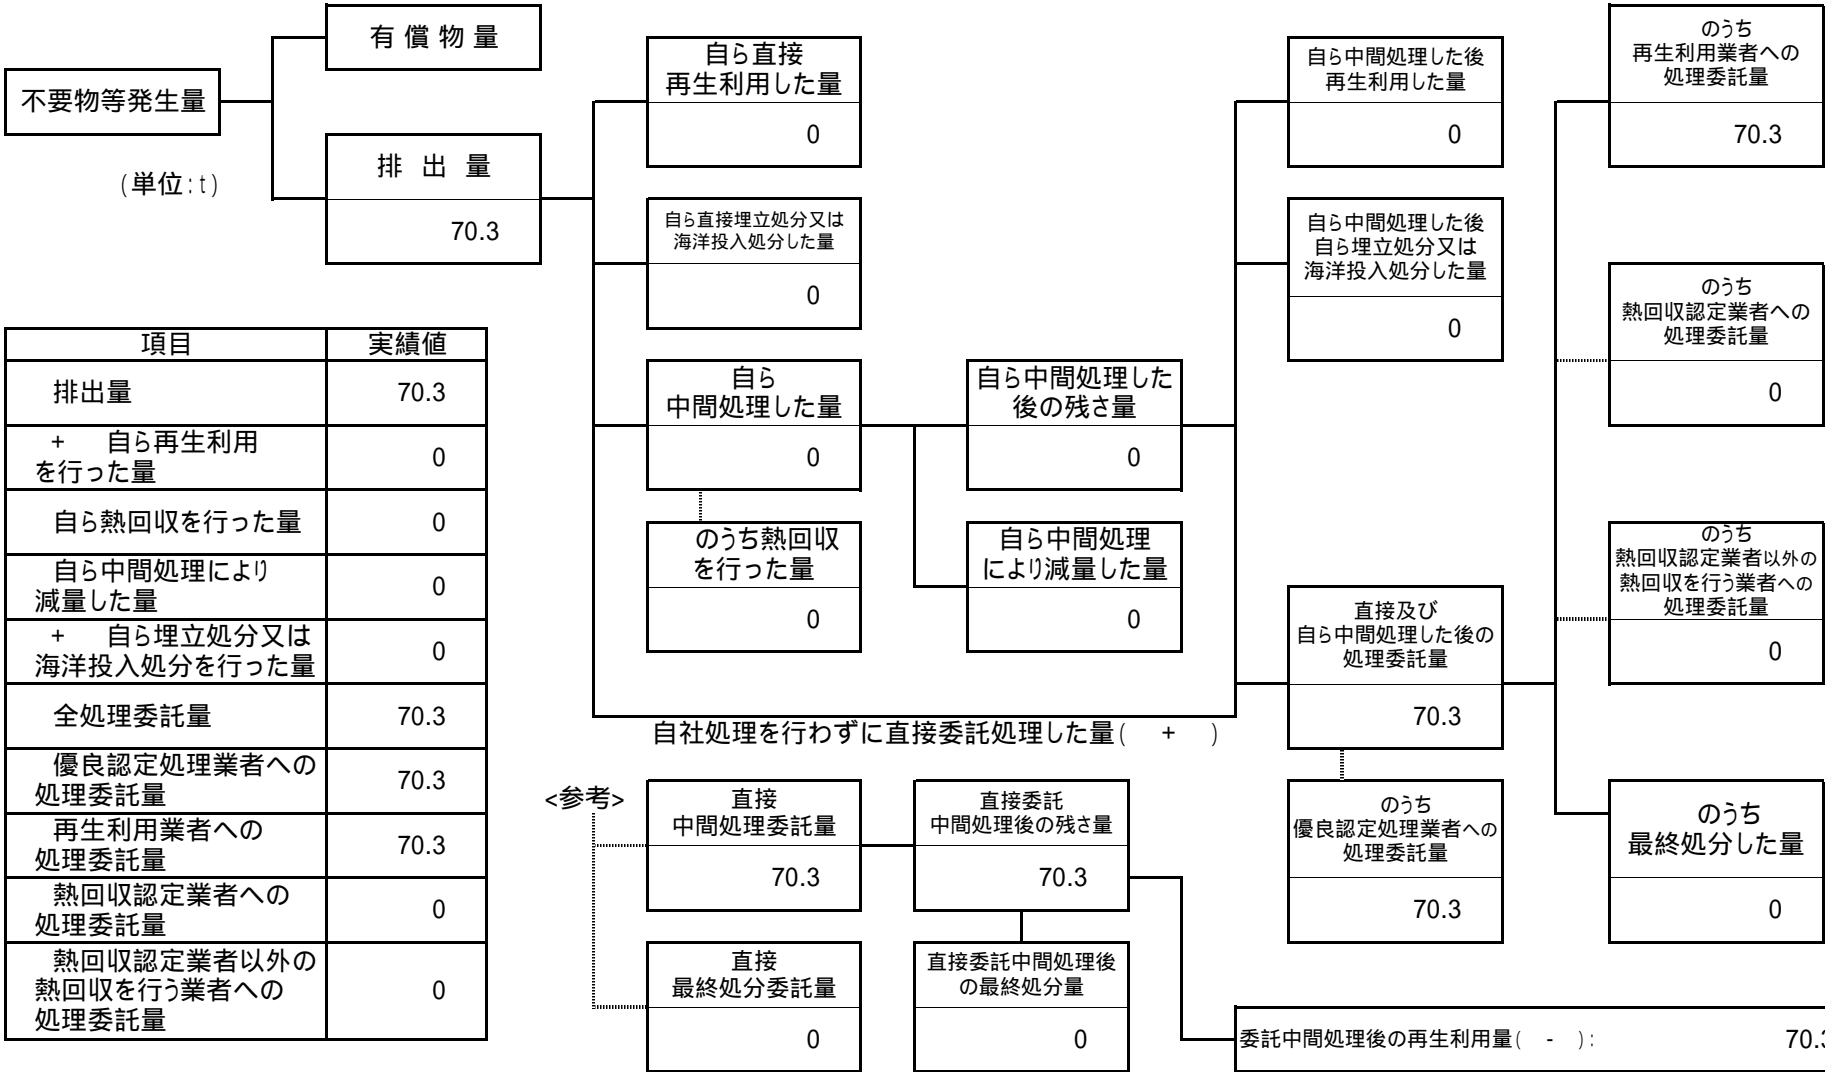 有 償 物 量
不要物等発生量
(単位:t)
排 出 量
70.3
自ら直接
再生利用した量
0
自ら直接埋立処分又は
海洋投入処分した量
0
自ら
中間処理した量
0
のうち熱回収
を行った量
0
自ら中間処理した
後の残さ量
0
自ら中間処理
により減量した量
0
自ら中間処理した後
再生利用した量
0
自ら中間処理した後
自ら埋立処分又は
海洋投入処分した量
0
直接及び
自ら中間処理した後の
処理委託量
70.3
のうち
優良認定処理業者への
処理委託量
70.3
のうち
再生利用業者への
処理委託量
70.3
のうち
熱回収認定業者への
処理委託量
0
のうち
熱回収認定業者以外の
熱回収を行う業者への
処理委託量
0
のうち
最終処分した量
0
自社処理を行わずに直接委託処理した量( + )
項目 実績値
排出量 70.3
+ 自ら再生利用
を行った量 0
自ら熱回収を行った量 0
自ら中間処理により
減量した量 0
+ 自ら埋立処分又は
海洋投入処分を行った量 0
全処理委託量 70.3
優良認定処理業者への
処理委託量 70.3
再生利用業者への
処理委託量 70.3
熱回収認定業者への
処理委託量 0
熱回収認定業者以外の
熱回収を行う業者への
処理委託量 0
<参考>
直接
中間処理委託量
70.3
直接委託
中間処理後の残さ量
70.3
直接
最終処分委託量
0
直接委託中間処理後
の最終処分量
0
委託中間処理後の再生利用量( - ): 70.3